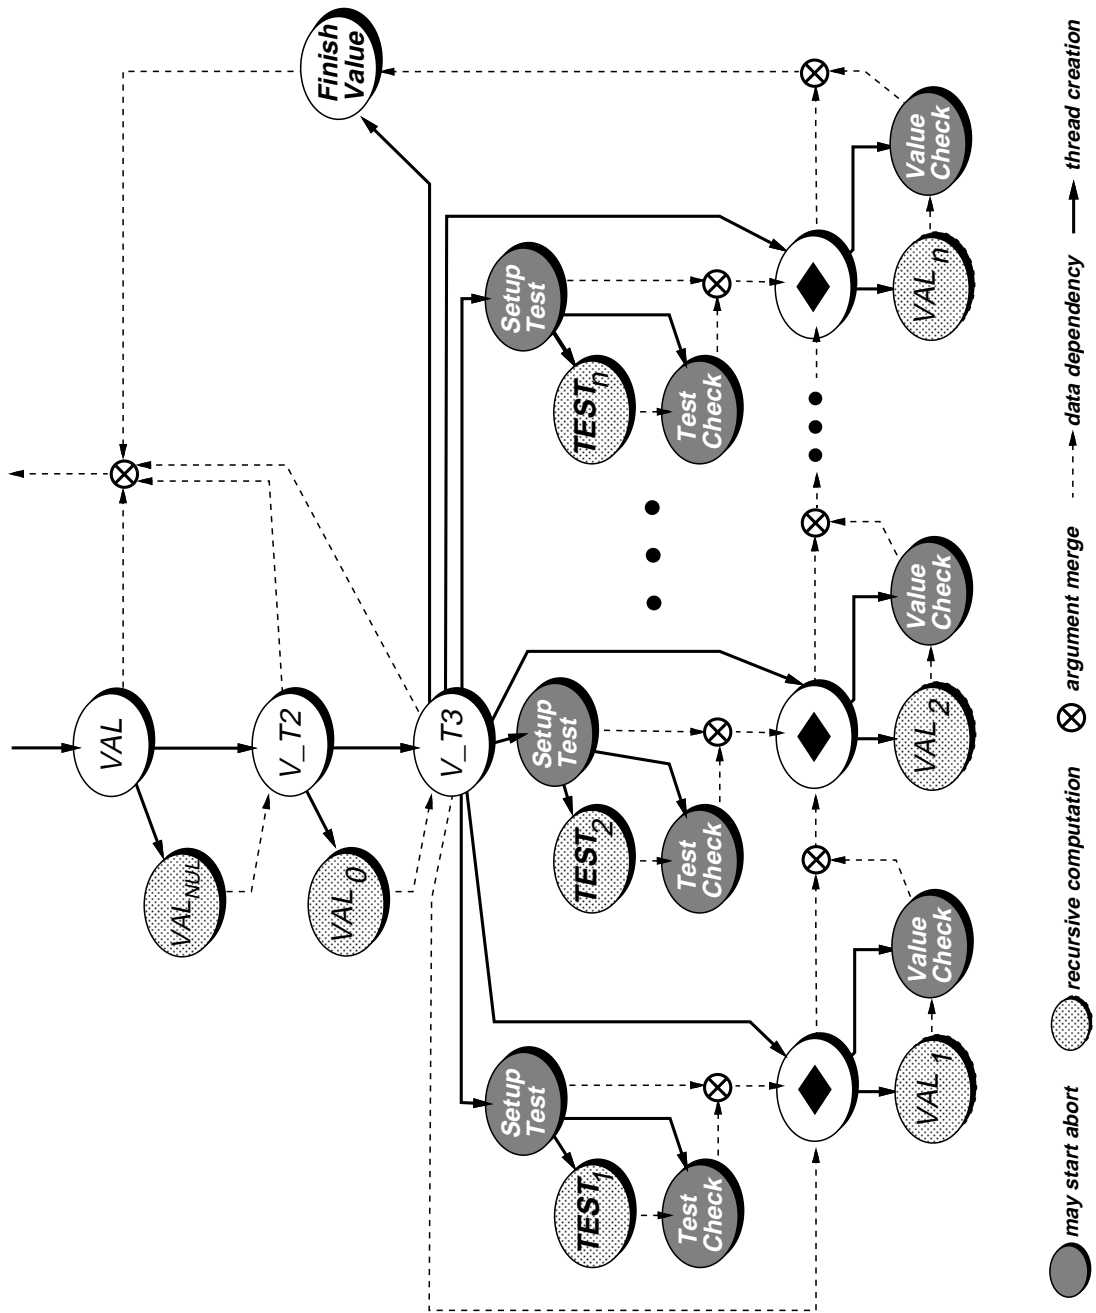 VAL
VAL_NUL
V_T2
VAL_0
V_T3
Finish
Value
Setup
Test
TEST_1
Test
Check
VAL_1
Value
Check
Setup
Test
TEST_2
Test
Check
VAL_2
Value
Check
Setup
Test
TEST_n
Test
Check
VAL_n
Value
Check
may start abort
recursive computation
argument merge
data dependency
thread creation